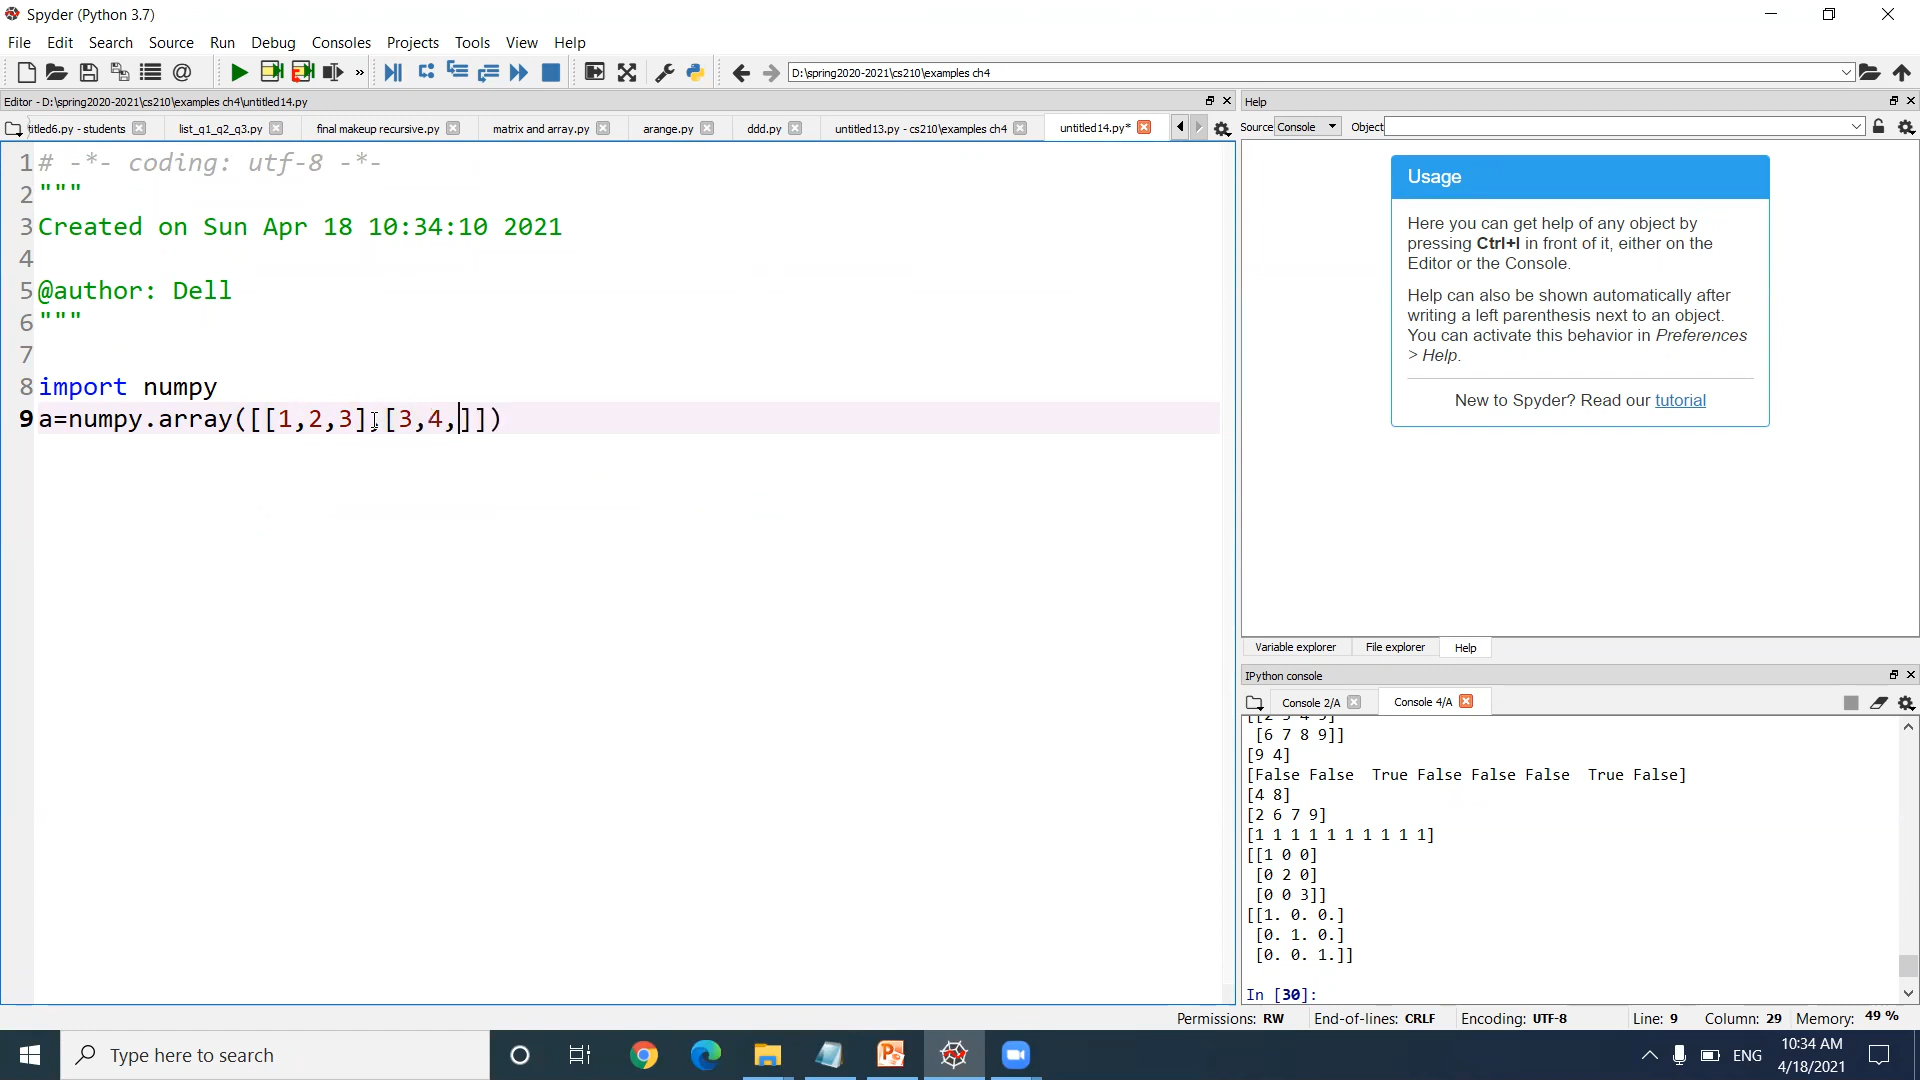 Spyder (Python 3.7)
File Edit Search Source Run Debug Consoles Projects Tools View Help
D:\spring2020-2021\cs210\examples ch4
Editor - D:\spring2020-2021\cs210\examples ch4\untitled14.py
titled6.py - students list_q1_q2_q3.py final makeup recursive.py matrix and array.py arange.py ddd.py untitled13.py - cs210\examples ch4 untitled14.py*
1 # -*- coding: utf-8 -*-
2 """
3 Created on Sun Apr 18 10:34:10 2021
4
5 @author: Dell
6 """
7
8 import numpy
9 a=numpy.array([[1,2,3],[3,4,]])
Help
Source Console Object
Usage
Here you can get help of any object by
pressing Ctrl+I in front of it, either on the
Editor or the Console.
Help can also be shown automatically after
writing a left parenthesis next to an object.
You can activate this behavior in Preferences
> Help.
New to Spyder? Read our tutorial
Variable explorer File explorer Help
IPython console
Console 2/A Console 4/A
[6 7 8 9]]
[9 4]
[False False  True False False False  True False]
[4 8]
[2 6 7 9]
[1 1 1 1 1 1 1 1 1 1]
[[1 0 0]
[0 2 0]
[0 0 3]]
[[1. 0. 0.]
[0. 1. 0.]
[0. 0. 1.]]
In [30]:
Permissions: RW End-of-lines: CRLF Encoding: UTF-8 Line: 9 Column: 29 Memory: 49 %
Type here to search
ENG
10:34 AM
4/18/2021